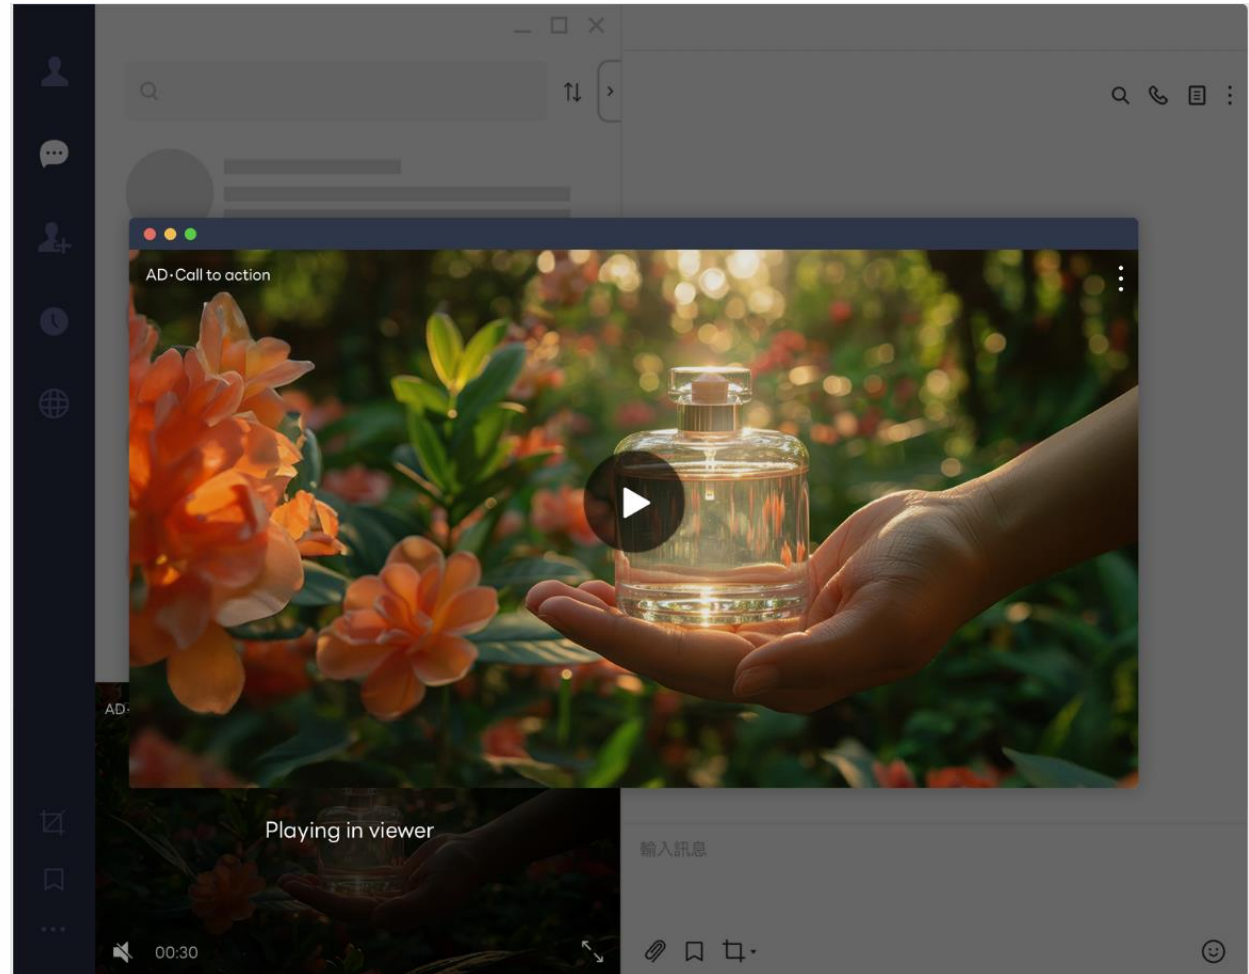 AD·Call to action
AD·
Playing in viewer
00:30
輸入訊息